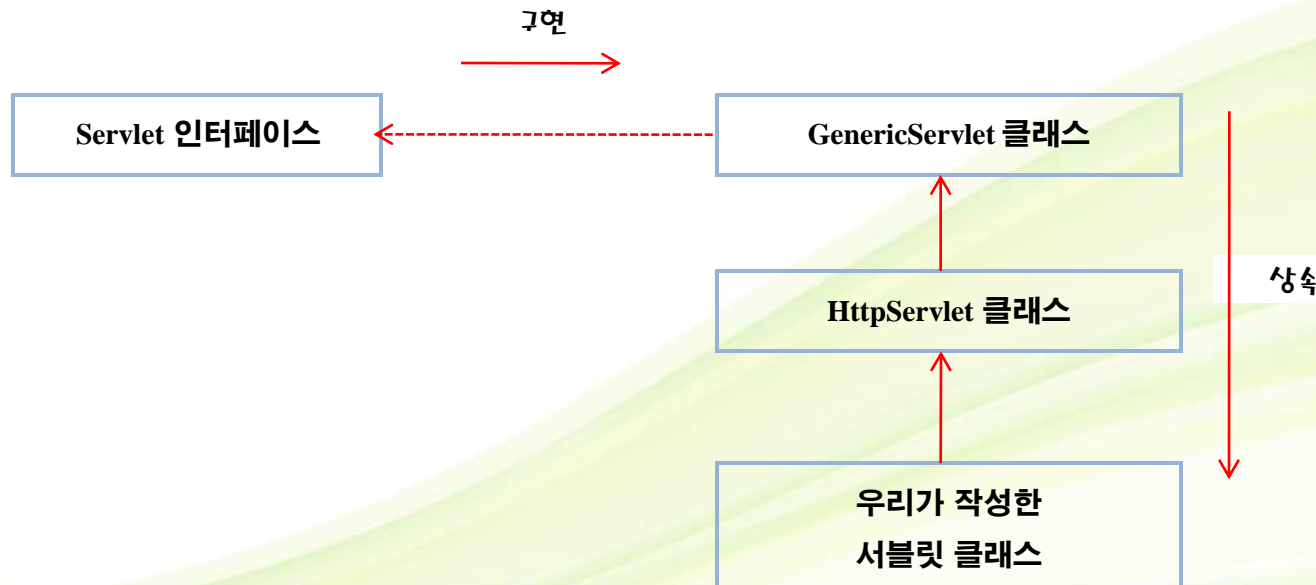 구현
Servlet 인터페이스
GenericServlet 클래스
HttpServlet 클래스
상속
우리가 작성한
서블릿 클래스